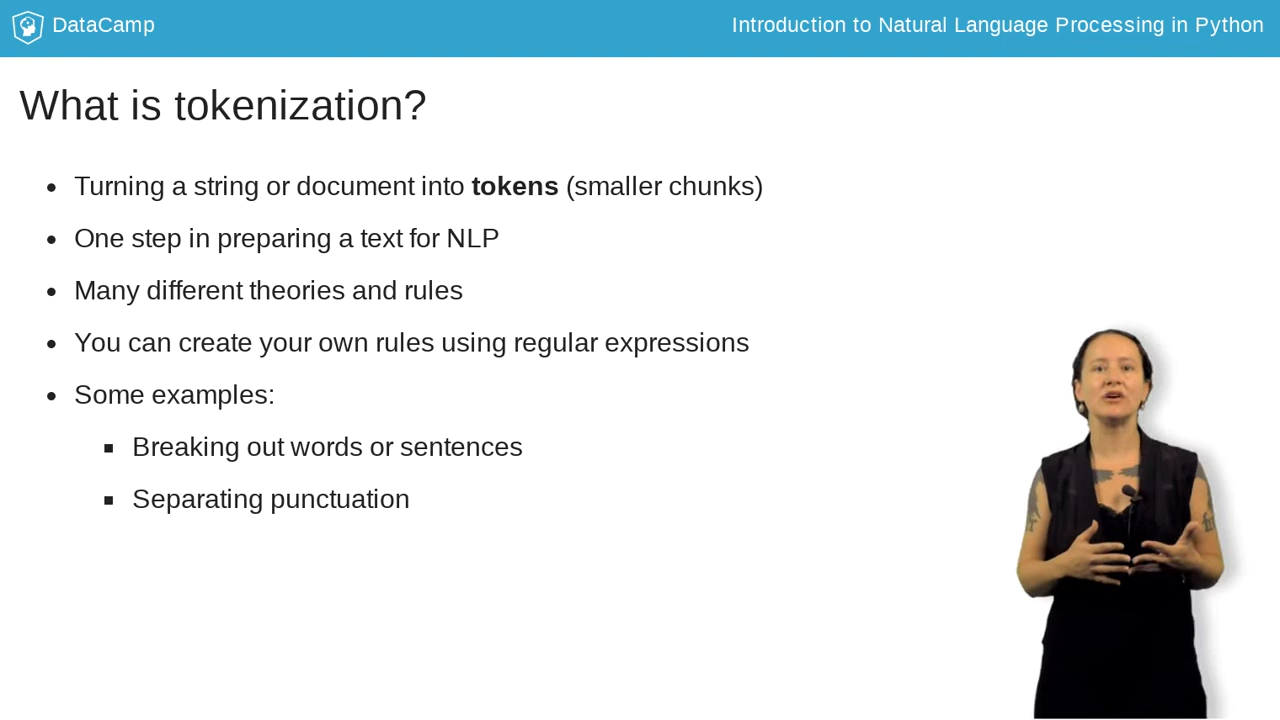 DataCamp
Introduction to Natural Language Processing in Python
What is tokenization?
Turning a string or document into tokens (smaller chunks)
One step in preparing a text for NLP
Many different theories and rules
You can create your own rules using regular expressions
Some examples:
Breaking out words or sentences
Separating punctuation